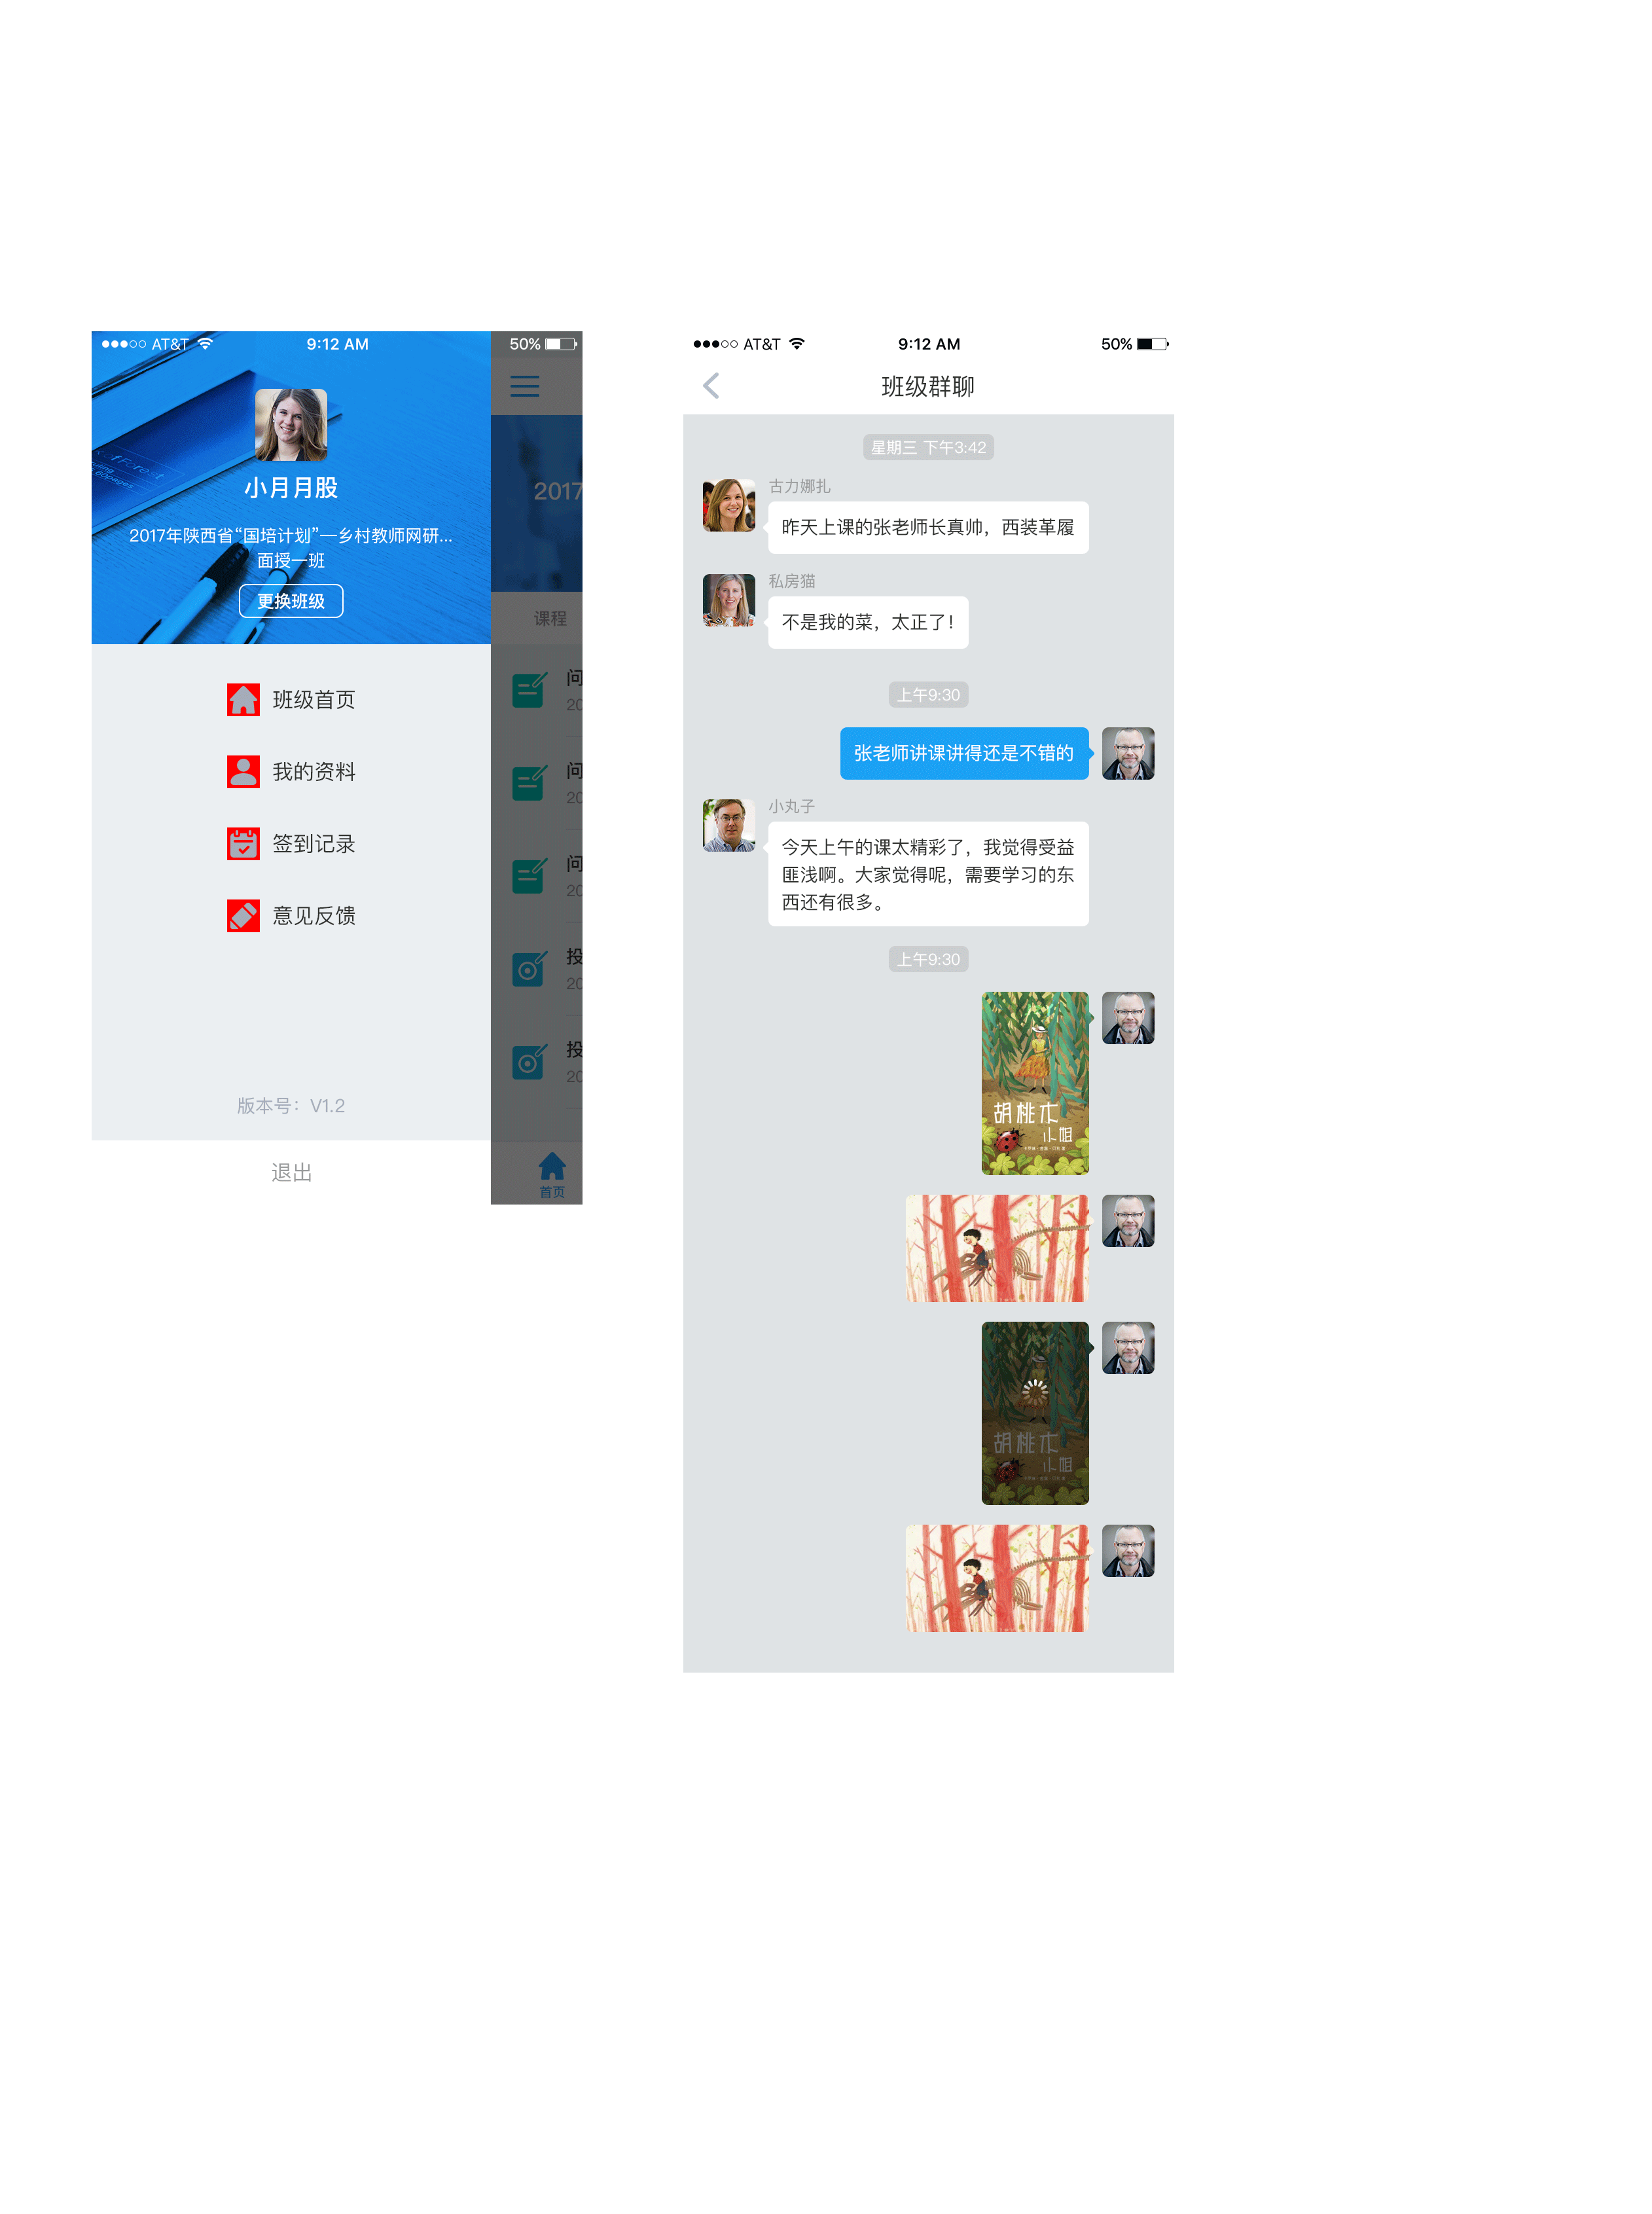 AT&T 9:12 AM 50%
小月月股
2017年陕西省“国培计划”—乡村教师网研...
面授一班
更换班级
班级首页
我的资料
签到记录
意见反馈
版本号：V1.2
退出
2017
课程
问
20
问
20
问
20
投
20
投
20
首页
AT&T 9:12 AM 50%
班级群聊
星期三 下午3:42
古力娜扎
昨天上课的张老师长真帅，西装革履
私房猫
不是我的菜，太正了！
上午9:30
张老师讲课讲得还是不错的
小丸子
今天上午的课太精彩了，我觉得受益
匪浅啊。大家觉得呢，需要学习的东
西还有很多。
上午9:30
胡桃木
小姐
胡桃木
小姐